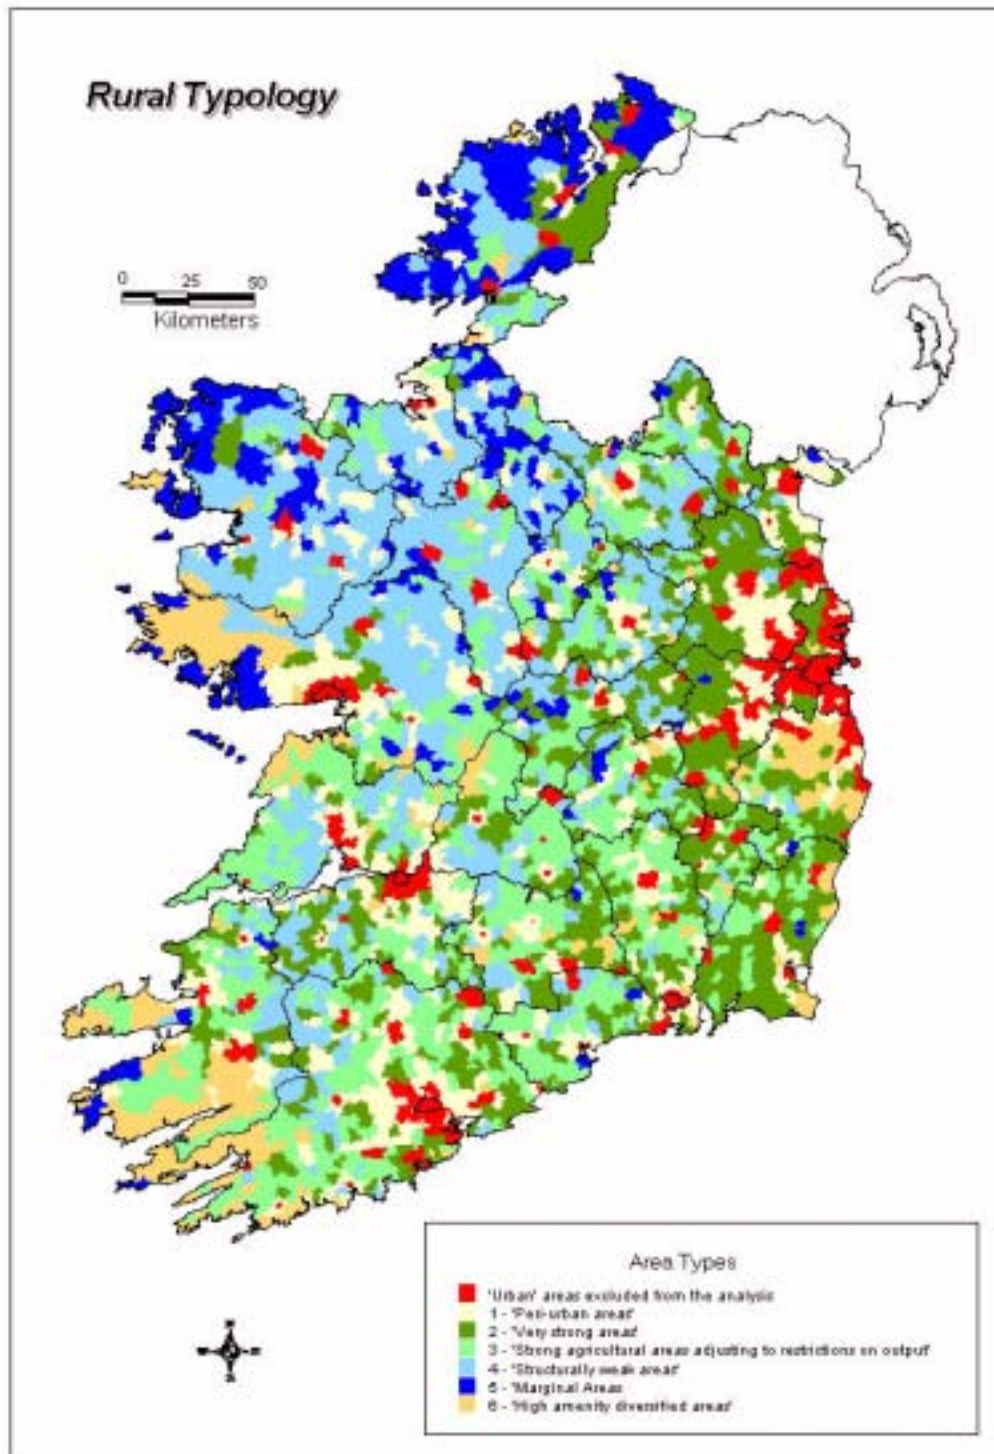 Rural Typology
0 25 50
Kilometers
Area Types
'Urban' areas excluded from the analysis
1 - 'Peri-urban areas'
2 - 'Very strong areas'
3 - 'Strong agricultural areas adjusting to restrictions on output'
4 - 'Structurally weak areas'
5 - 'Marginal Areas
6 - 'High amenity diversified areas'